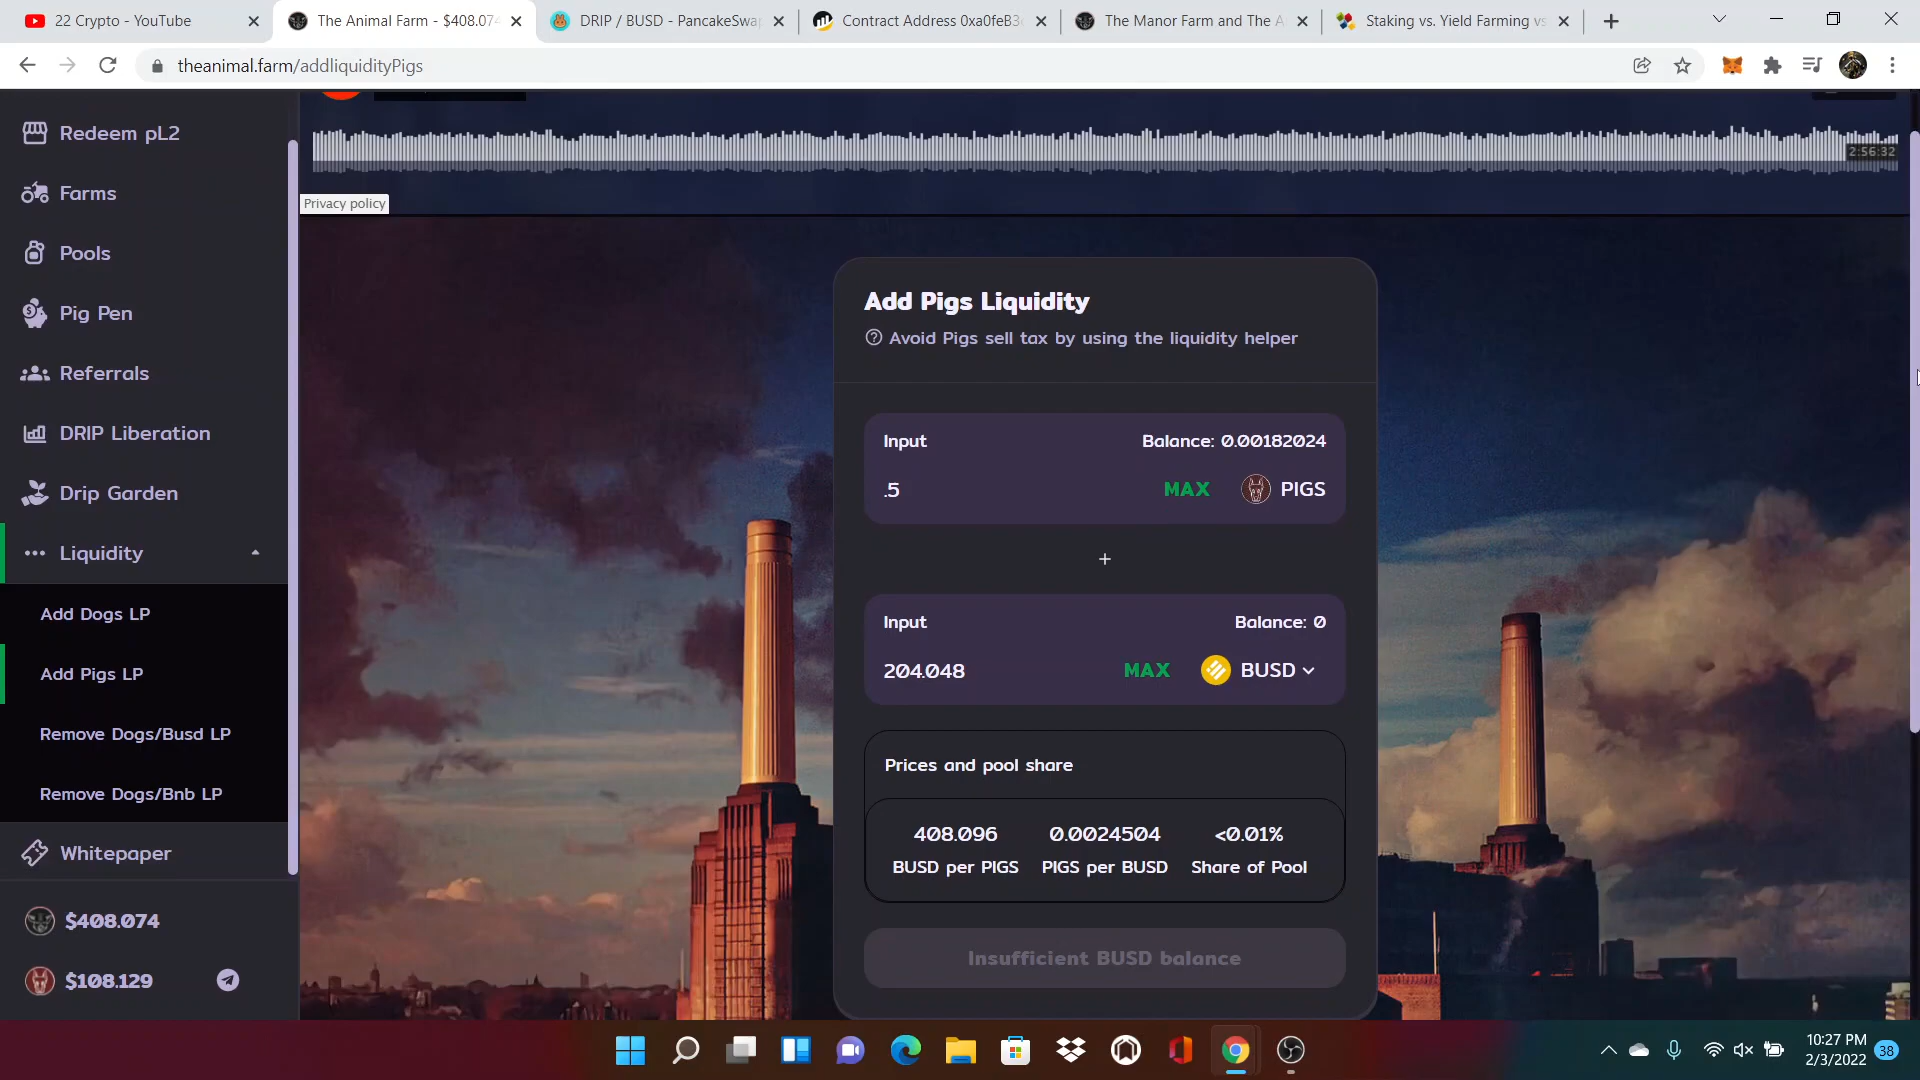 22 Crypto - YouTube
The Animal Farm - $408.074
DRIP / BUSD - PancakeSwap
Contract Address 0xa0feB3
The Manor Farm and The A
Staking vs. Yield Farming vs
theanimal.farm/addliquidityPigs
Redeem pL2
Farms
Pools
Pig Pen
Referrals
DRIP Liberation
Drip Garden
Liquidity
Add Dogs LP
Add Pigs LP
Remove Dogs/Busd LP
Remove Dogs/Bnb LP
Whitepaper
$408.074
$108.129
2:56:32
Privacy policy
Add Pigs Liquidity
Avoid Pigs sell tax by using the liquidity helper
Input Balance: 0.00182024
.5 MAX PIGS
+
Input Balance: 0
204.048 MAX BUSD
Prices and pool share
408.096 0.0024504 <0.01%
BUSD per PIGS PIGS per BUSD Share of Pool
Insufficient BUSD balance
10:27 PM
2/3/2022
38